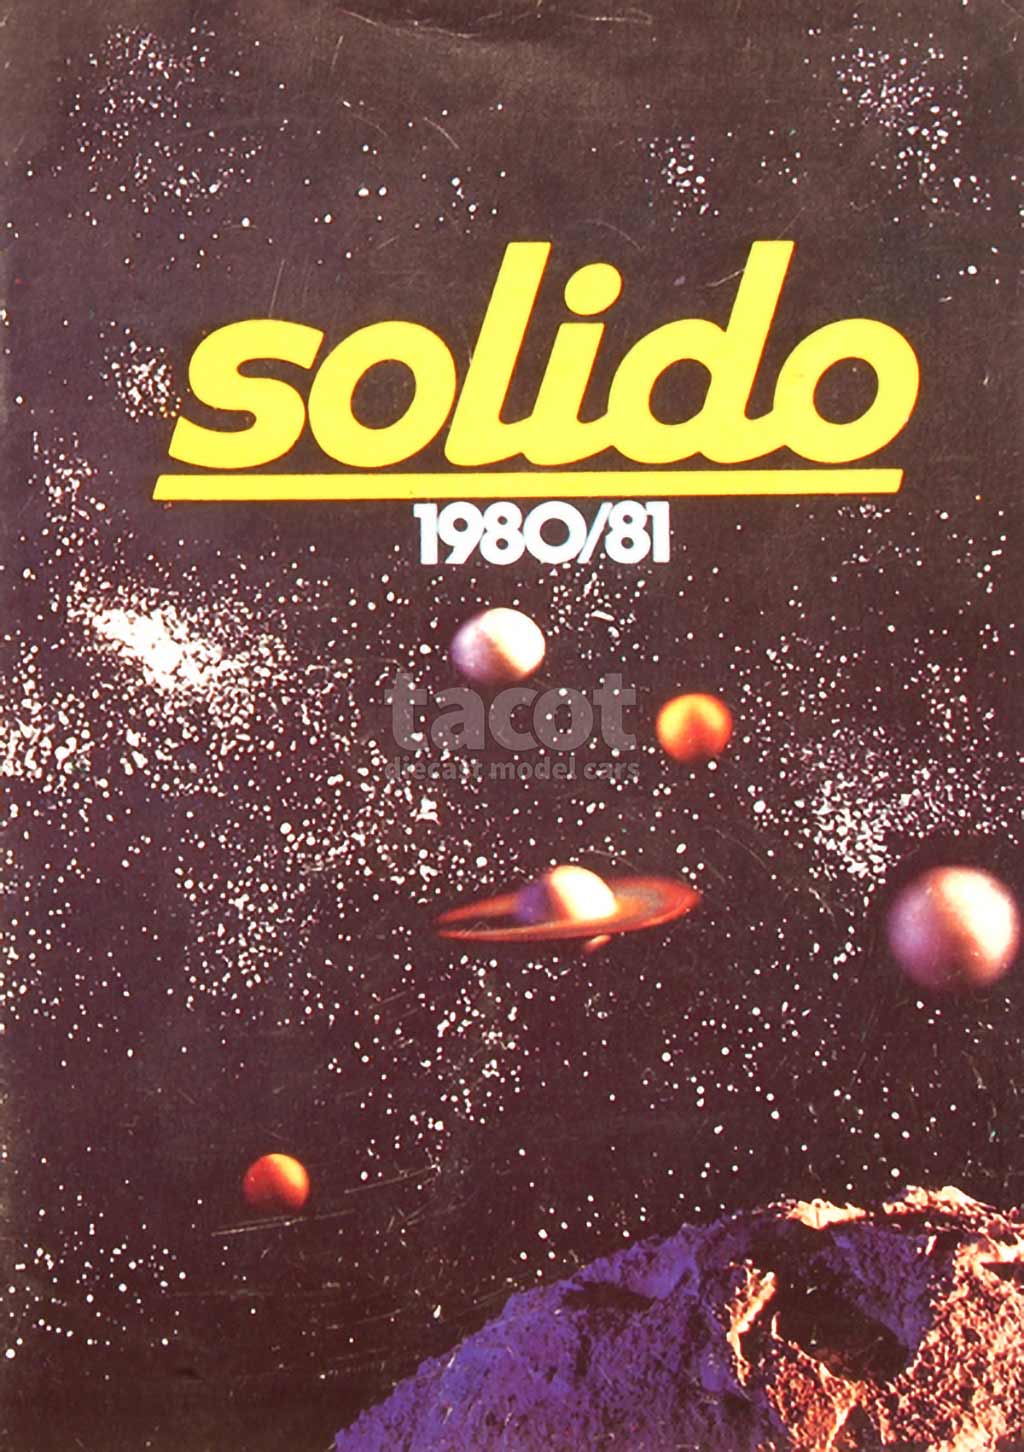 solido
1980/81
tacot
diecast model cars